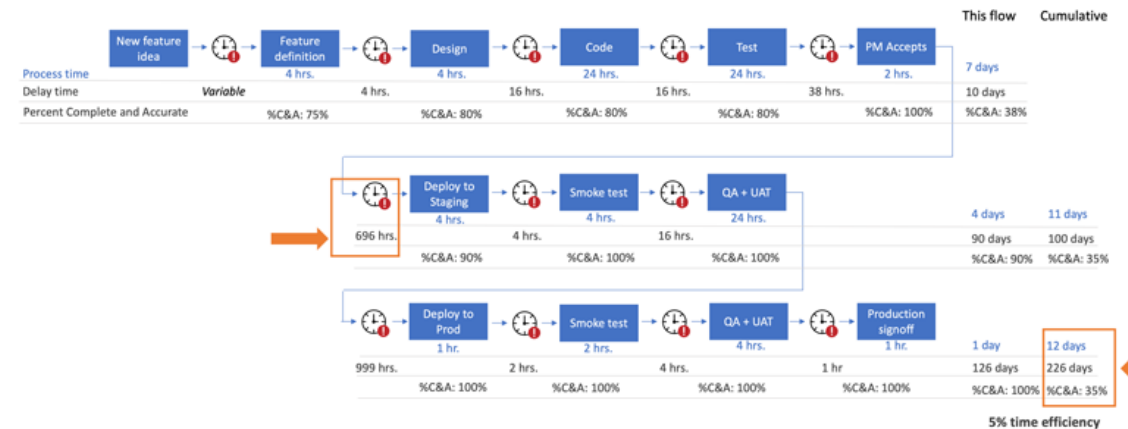 This flow Cumulative
New feature idea Feature definition Design Code Test PM Accepts
Process time 4 hrs. 4 hrs. 24 hrs. 24 hrs. 2 hrs. 7 days
Delay time Variable 4 hrs. 16 hrs. 16 hrs. 38 hrs. 10 days
Percent Complete and Accurate %C&A: 75% %C&A: 80% %C&A: 80% %C&A: 80% %C&A: 100% %C&A: 38%
Deploy to Staging Smoke test QA + UAT
4 hrs. 4 hrs. 24 hrs. 4 days 11 days
696 hrs. 4 hrs. 16 hrs. 90 days 100 days
%C&A: 90% %C&A: 100% %C&A: 100% %C&A: 90% %C&A: 35%
Deploy to Prod Smoke test QA + UAT Production signoff
1 hr. 2 hrs. 4 hrs. 1 hr. 1 day 12 days
999 hrs. 2 hrs. 4 hrs. 1 hr 126 days 226 days
%C&A: 100% %C&A: 100% %C&A: 100% %C&A: 100% %C&A: 100% %C&A: 35%
5% time efficiency